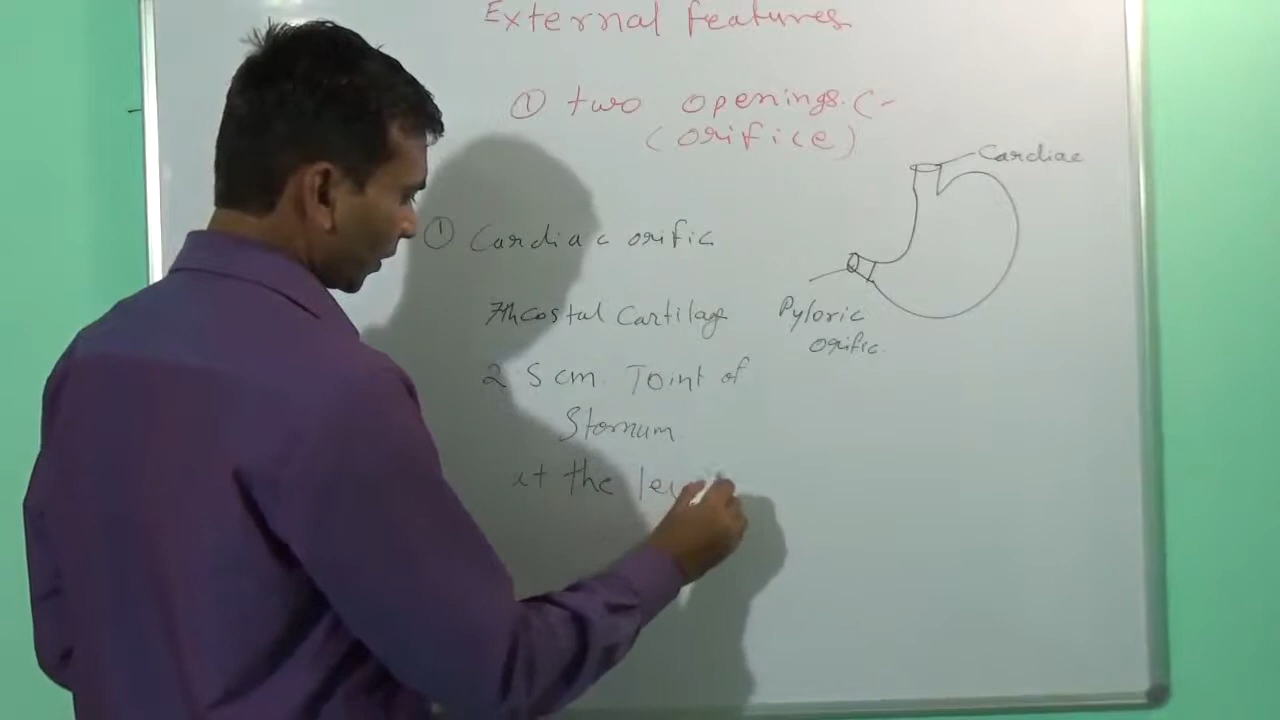 External features
① two openings. (-
(orifice)
Cardiac
① Cardiac orific
7th costal Cartilage
2 5 cm. Joint of
Stornum
at the lev
Pyloric
orific.